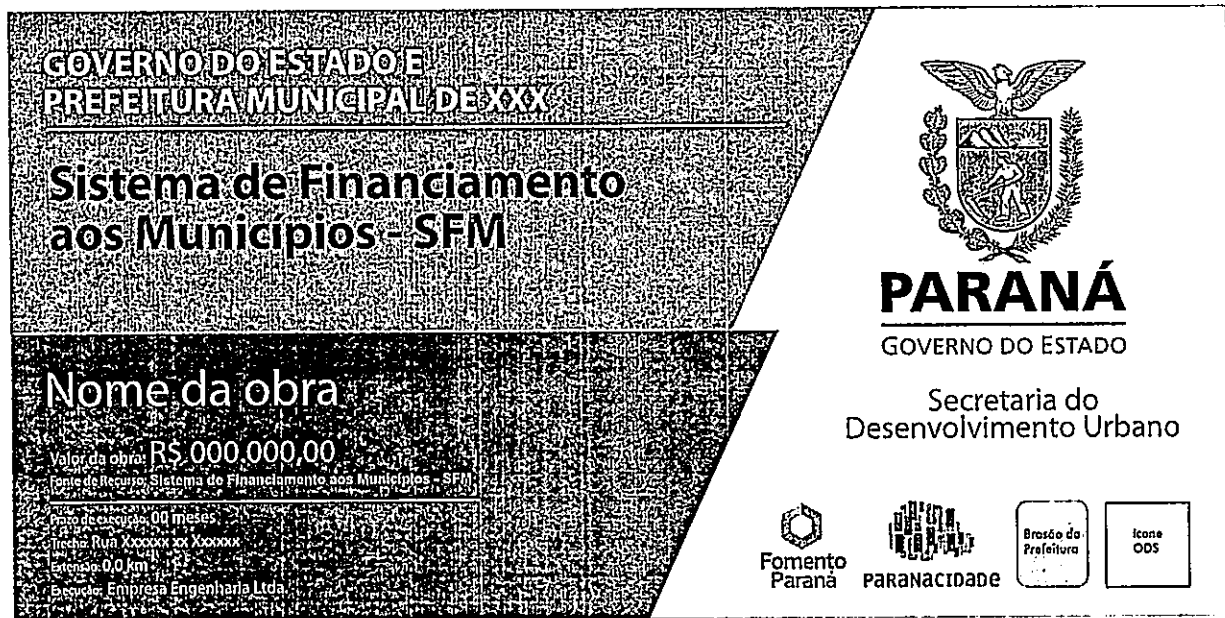 GOVERNO DO ESTADO E
PREFEITURA MUNICIPAL DE XXX
Sistema de Financiamento
aos Municípios - SFM
Nome da obra
Valor da obra: R$ 000.000,00
Fonte de Recurso: Sistema de Financiamento aos Municípios - SFM
Prazo de execução: 00 meses
Trecho: Rua Xxxxxx xx Xxxxxx
Extensão: 0,0 km
Execução: Empresa Engenharia Ltda.
PARANÁ
GOVERNO DO ESTADO
Secretaria do
Desenvolvimento Urbano
Fomento
Paraná
PARANACIDADE
Brasão da
Prefeitura
Ícone
ODS